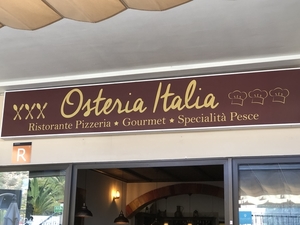 Osteria Italia
Ristorante Pizzeria ★ Gourmet ★ Specialità Pesce
R